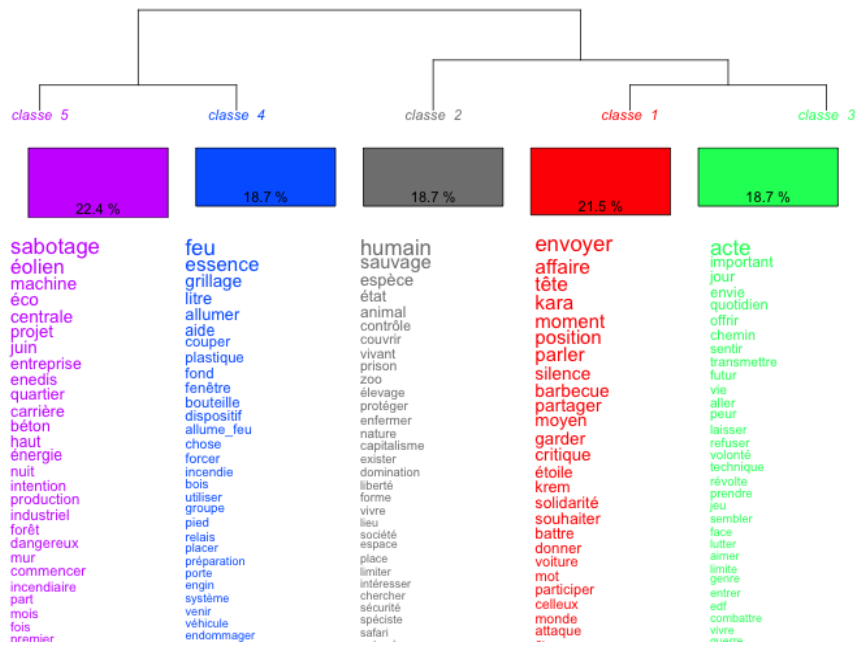 classe 5
classe 4
classe 2
classe 1
classe 3
22.4 %
18.7 %
18.7 %
21.5 %
18.7 %
sabotage
éolien
machine
éco
centrale
projet
juin
entreprise
enedis
quartier
carrière
béton
haut
énergie
nuit
intention
production
industriel
forêt
dangereux
mur
commencer
incendiaire
part
mois
fois
premier
feu
essence
grillage
litre
allumer
aide
couper
plastique
fond
fenêtre
bouteille
dispositif
allume_feu
chose
forcer
incendie
bois
utiliser
groupe
pied
relais
placer
préparation
porte
engin
système
venir
véhicule
endommager
humain
sauvage
espèce
état
animal
contrôle
couvrir
vivant
prison
zoo
élevage
protéger
enfermer
nature
capitalisme
exister
domination
liberté
forme
vivre
lieu
société
espace
place
limiter
intéresser
chercher
sécurité
spéciste
safari
envoyer
affaire
tête
kara
moment
position
parler
silence
barbecue
partager
moyen
garder
critique
étoile
krem
solidarité
souhaiter
battre
donner
voiture
mot
participer
celleux
monde
attaque
acte
important
jour
envie
quotidien
offrir
chemin
sentir
transmettre
futur
vie
aller
peur
laisser
refuser
volonté
technique
révolte
prendre
jeu
sembler
face
lutter
aimer
limite
genre
entrer
edf
combattre
vivre
guerre